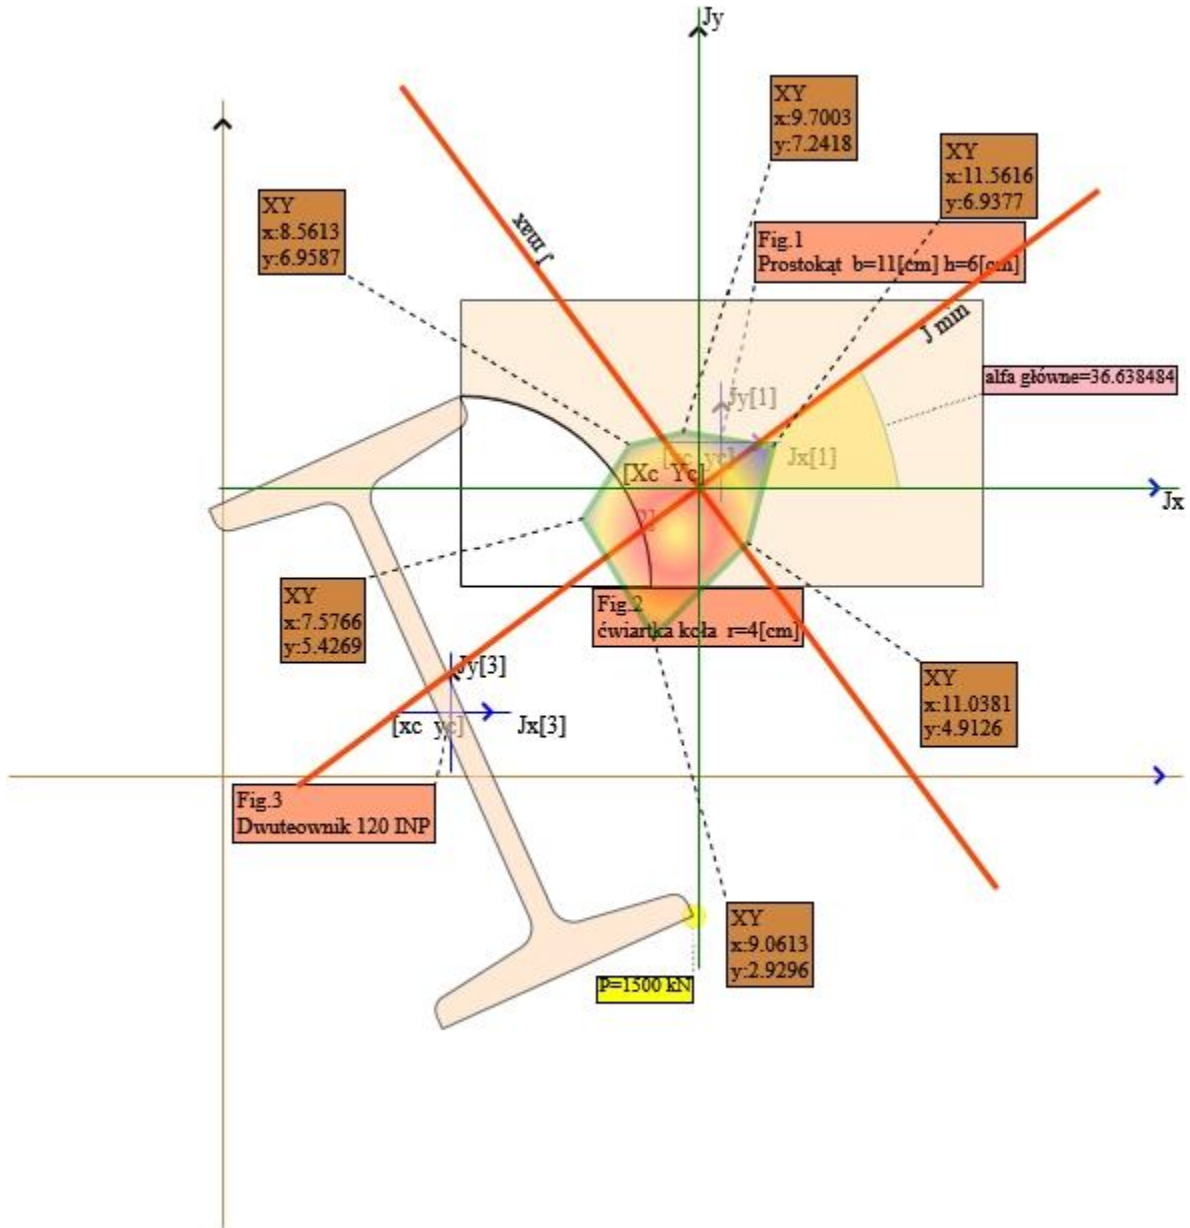 Jy
XY
x:9.7003
y:7.2418
XY
x:11.5616
y:6.9377
XY
x:8.5613
y:6.9587
J max
Fig.1
Prostokąt b=11[cm] h=6[cm]
J min
alfa główne=36.638484
Jy[1]
[xc yc]
Jx[1]
[Xc Yc]
Jx
2]
XY
x:7.5766
y:5.4269
Fig.2
ćwiartka koła r=4[cm]
Jy[3]
[xc yc]
Jx[3]
XY
x:11.0381
y:4.9126
Fig.3
Dwuteownik 120 INP
XY
x:9.0613
y:2.9296
P=1500 kN